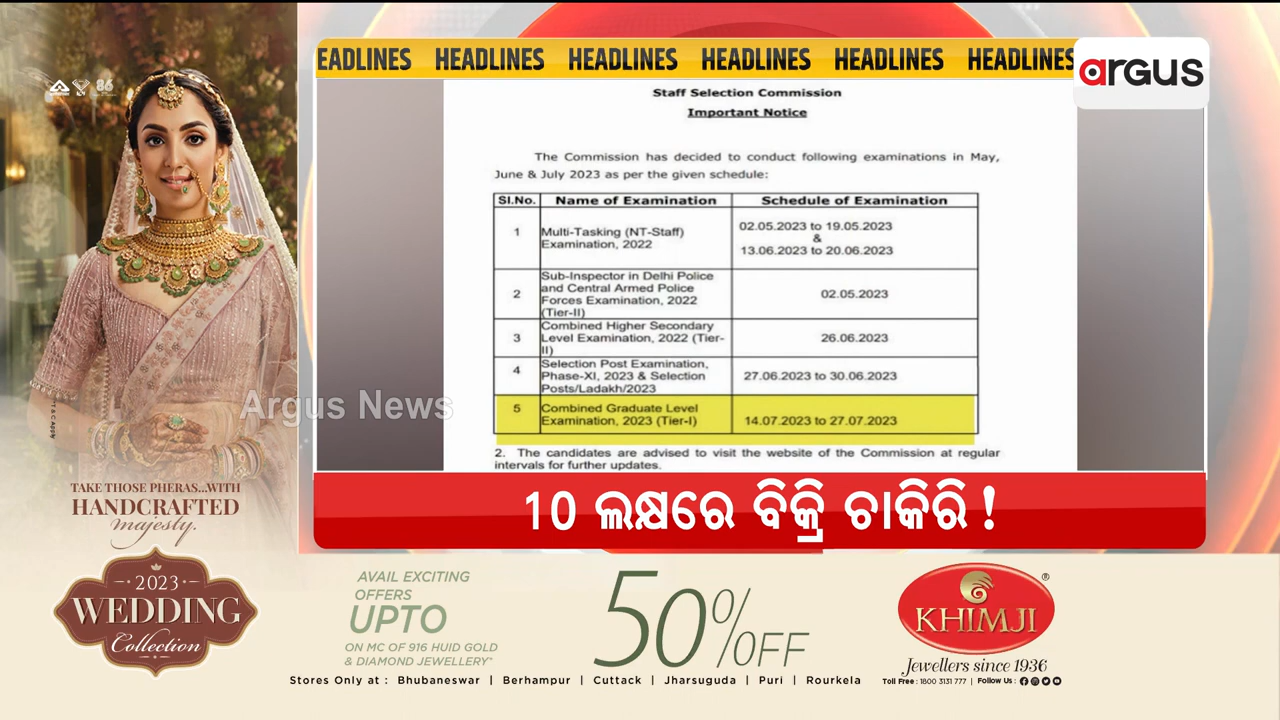 EADLINES HEADLINES HEADLINES HEADLINES HEADLINES HEADLINES
argus
86
Staff Selection Commission
Important Notice
The Commission has decided to conduct following examinations in May,
June & July 2023 as per the given schedule:
Sl.No. Name of Examination Schedule of Examination
1 Multi-Tasking (NT-Staff) Examination, 2022 02.05.2023 to 19.05.2023 & 13.06.2023 to 20.06.2023
2 Sub-Inspector in Delhi Police and Central Armed Police Forces Examination, 2022 (Tier-II) 02.05.2023
3 Combined Higher Secondary Level Examination, 2022 (Tier-II) 26.06.2023
4 Selection Post Examination, Phase-XI, 2023 & Selection Posts/Ladakh/2023 27.06.2023 to 30.06.2023
5 Combined Graduate Level Examination, 2023 (Tier-I) 14.07.2023 to 27.07.2023
2. The candidates are advised to visit the website of the Commission at regular
intervals for further updates.
Argus News
T & C Apply
10 ଲକ୍ଷରେ ବିକ୍ରି ଚାକିରି !
TAKE THOSE PHERAS...WITH
HANDCRAFTED
majesty.
2023
WEDDING
Collection
AVAIL EXCITING
OFFERS
UPTO
ON MC OF 916 HUID GOLD
& DIAMOND JEWELLERY*
50% OFF
KHIMJI
®
Jewellers since 1936
Stores Only at : Bhubaneswar | Berhampur | Cuttack | Jharsuguda | Puri | Rourkela
Toll Free : 1800 3131 777 | Follow Us :